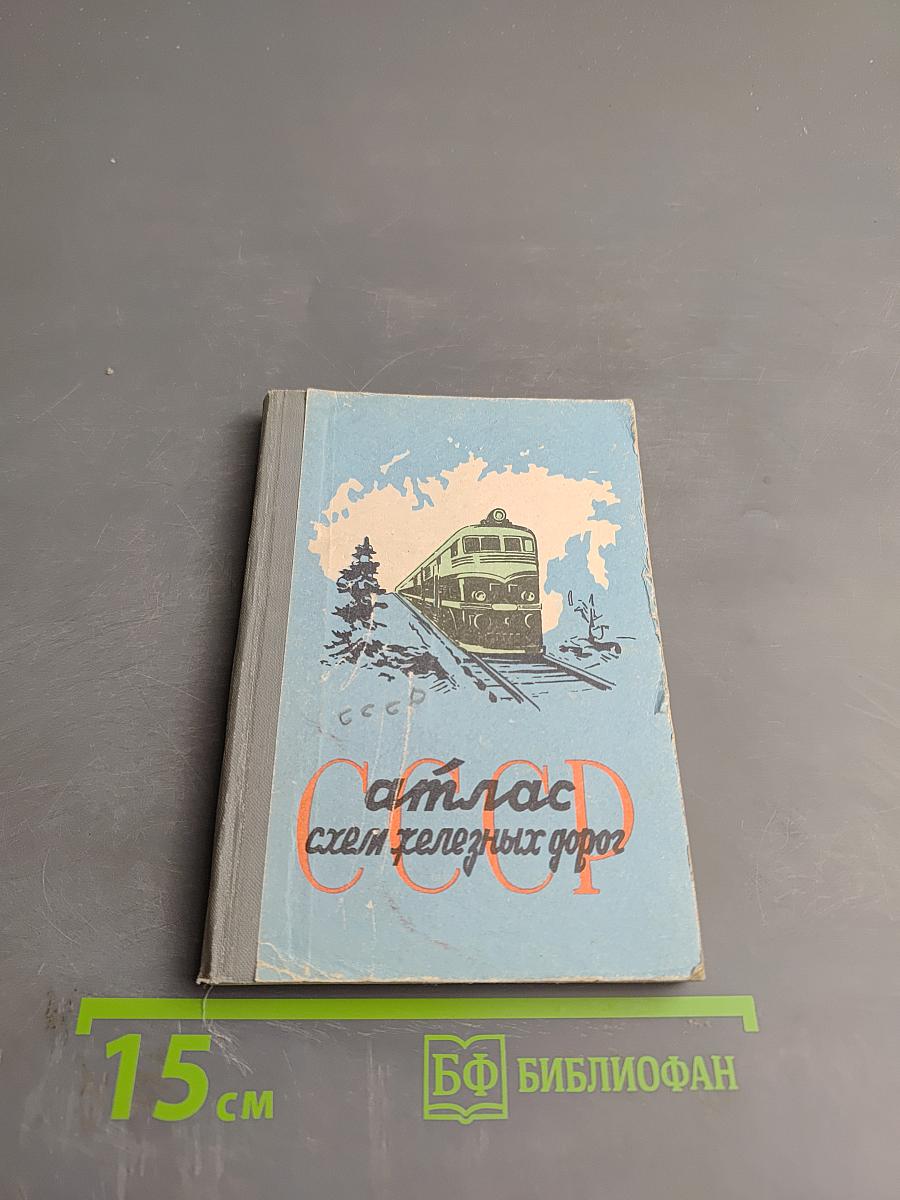 СССР
СССР
атлас
схем железных дорог
15 см
БФ БИБЛИОФАН